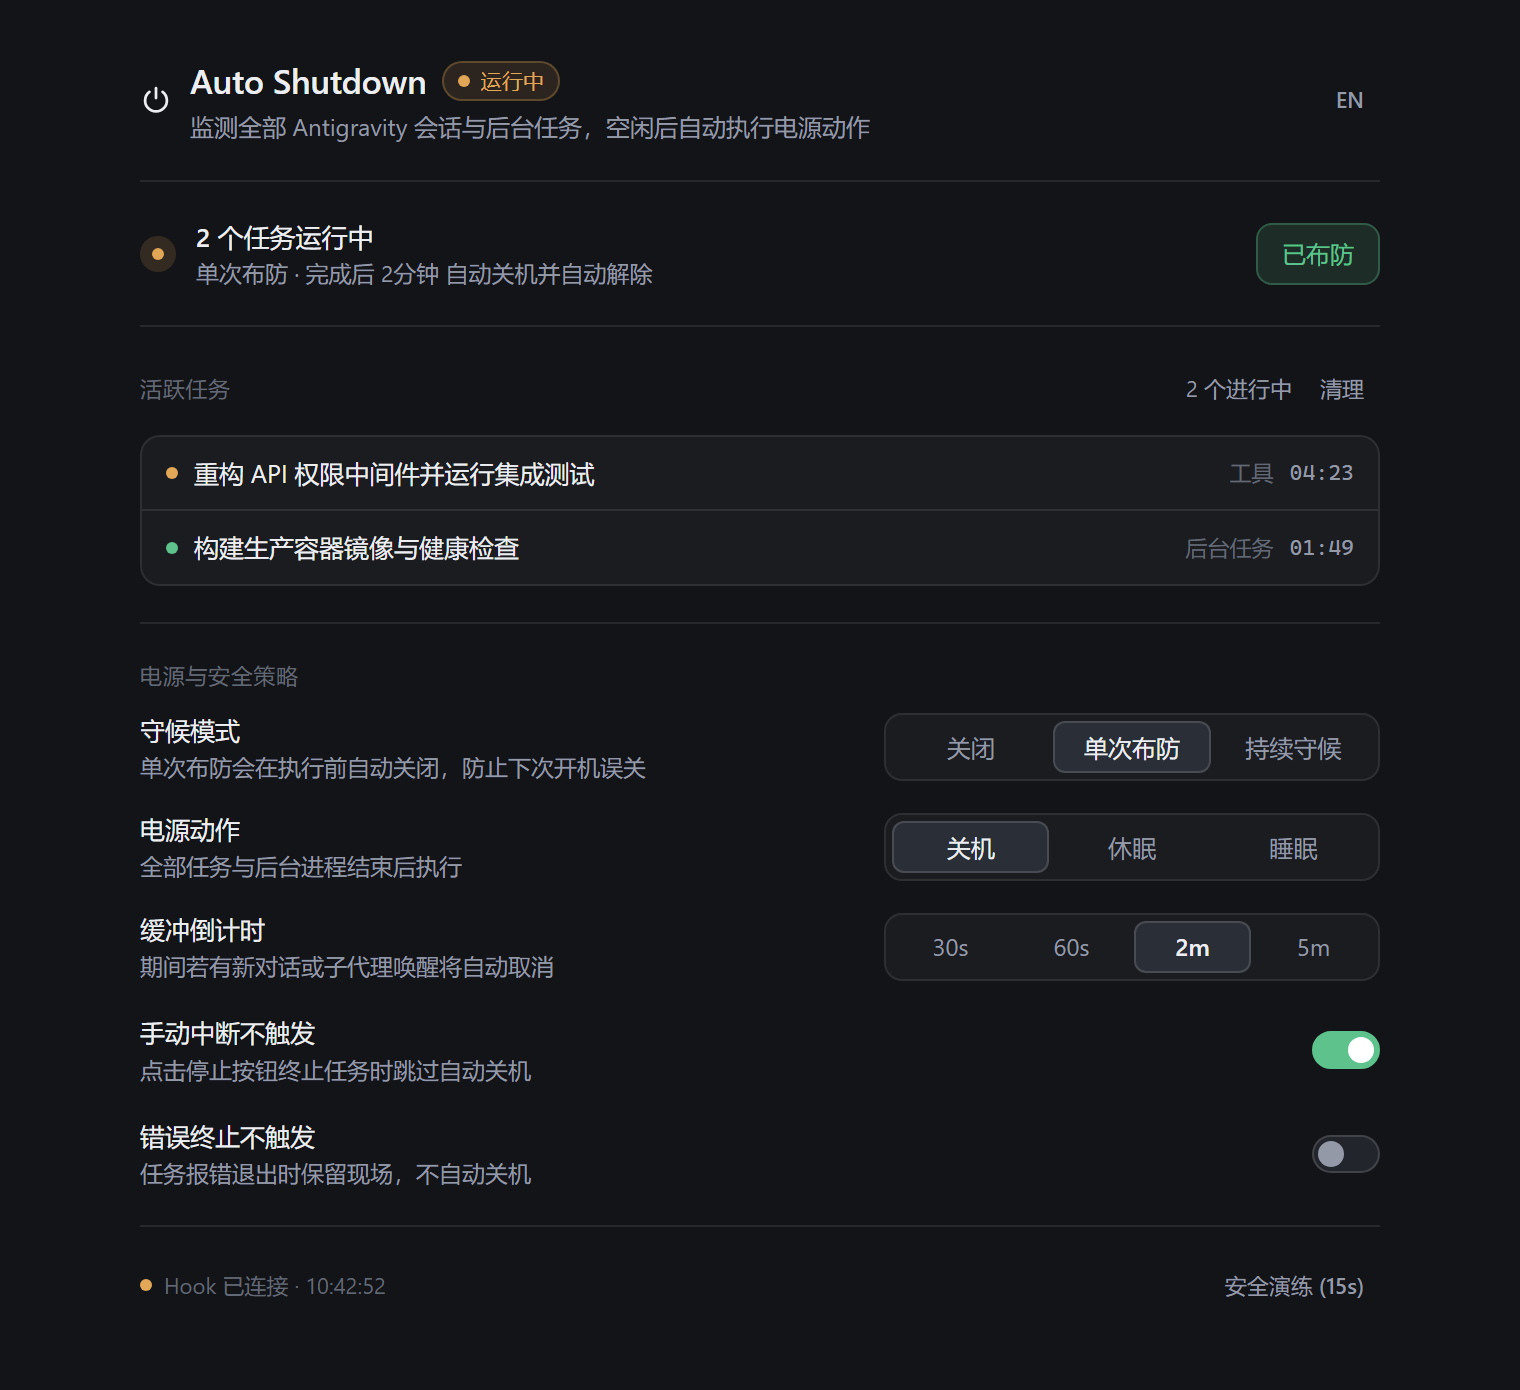 Auto Shutdown
运行中
监测全部 Antigravity 会话与后台任务，空闲后自动执行电源动作
EN
2 个任务运行中
单次布防 · 完成后 2分钟 自动关机并自动解除
已布防
活跃任务
2 个进行中 清理
重构 API 权限中间件并运行集成测试
工具 04:23
构建生产容器镜像与健康检查
后台任务 01:49
电源与安全策略
守候模式
单次布防会在执行前自动关闭，防止下次开机误关
关闭 单次布防 持续守候
电源动作
全部任务与后台进程结束后执行
关机 休眠 睡眠
缓冲倒计时
期间若有新对话或子代理唤醒将自动取消
30s 60s 2m 5m
手动中断不触发
点击停止按钮终止任务时跳过自动关机
错误终止不触发
任务报错退出时保留现场，不自动关机
Hook 已连接 · 10:42:52
安全演练 (15s)